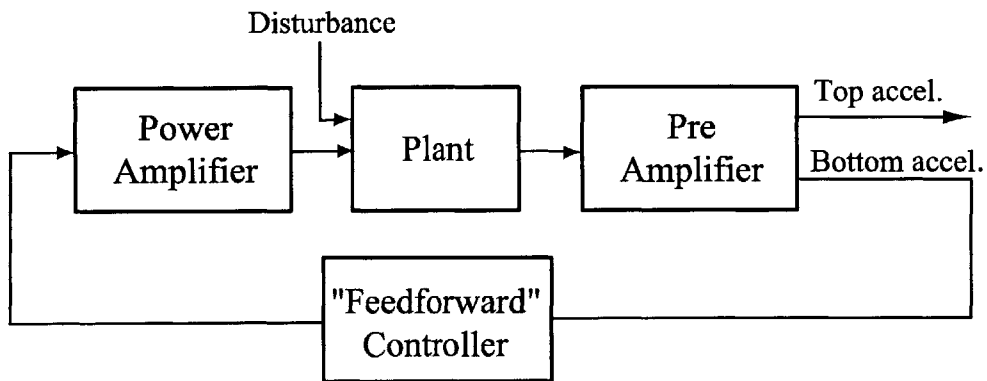 Disturbance
Power
Amplifier
Plant
Pre
Amplifier
Top accel.
Bottom accel.
"Feedforward"
Controller